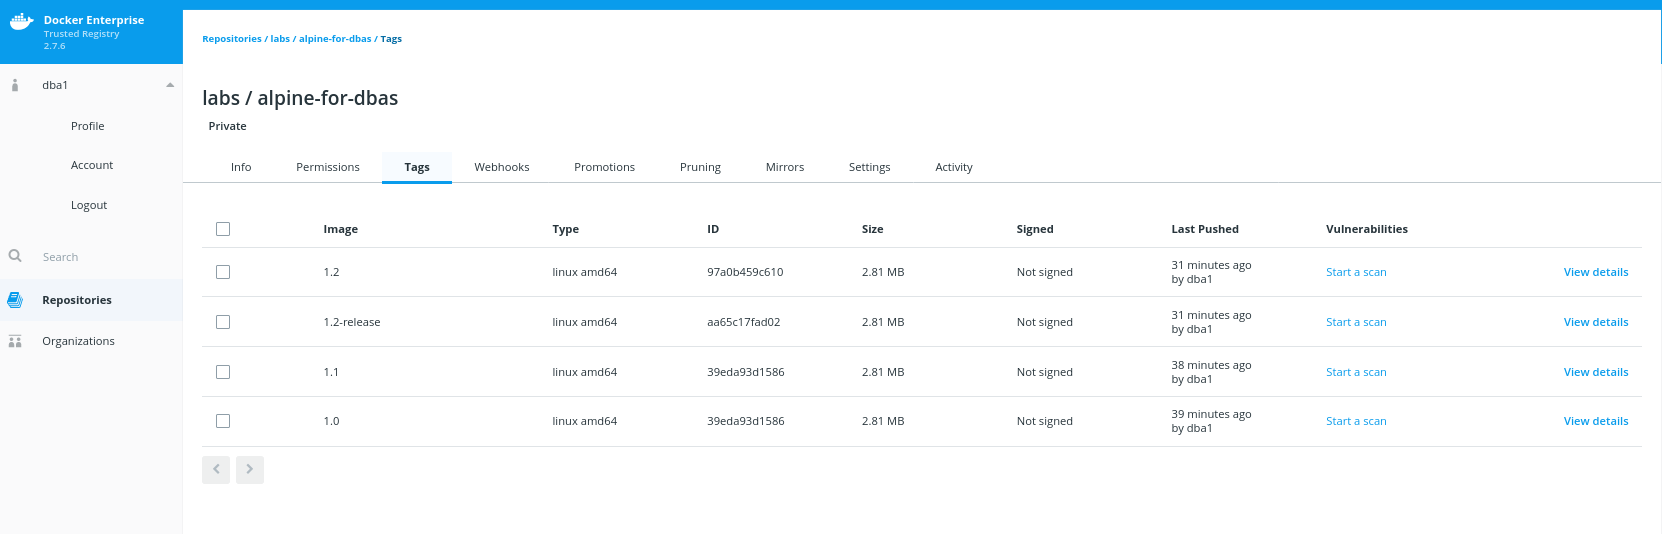 Docker Enterprise
Trusted Registry
2.7.6
dba1
Profile
Account
Logout
Search
Repositories
Organizations
Repositories / labs / alpine-for-dbas / Tags
labs / alpine-for-dbas
Private
Info Permissions Tags Webhooks Promotions Pruning Mirrors Settings Activity
Image Type ID Size Signed Last Pushed Vulnerabilities
1.2 linux amd64 97a0b459c610 2.81 MB Not signed 31 minutes ago by dba1 Start a scan View details
1.2-release linux amd64 aa65c17fad02 2.81 MB Not signed 31 minutes ago by dba1 Start a scan View details
1.1 linux amd64 39eda93d1586 2.81 MB Not signed 38 minutes ago by dba1 Start a scan View details
1.0 linux amd64 39eda93d1586 2.81 MB Not signed 39 minutes ago by dba1 Start a scan View details